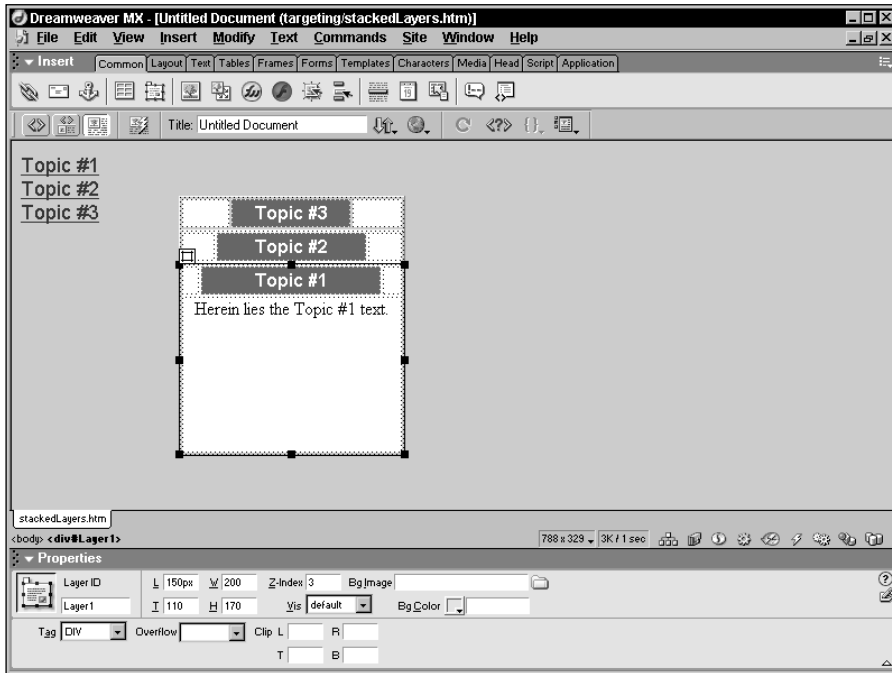 Dreamweaver MX - [Untitled Document (targeting/stackedLayers.htm)]
File Edit View Insert Modify Text Commands Site Window Help
Insert Common Layout Text Tables Frames Forms Templates Characters Media Head Script Application
19
Title: Untitled Document
Topic #1
Topic #2
Topic #3
Topic #3
Topic #2
Topic #1
Herein lies the Topic #1 text.
stackedLayers.htm
<body> <div#Layer1> 788 x 329 3K / 1 sec
Properties
Layer ID L 150px W 200 Z-Index 3 Bg Image
Layer1 T 110 H 170 Vis default Bg Color
Tag DIV Overflow Clip L R
T B